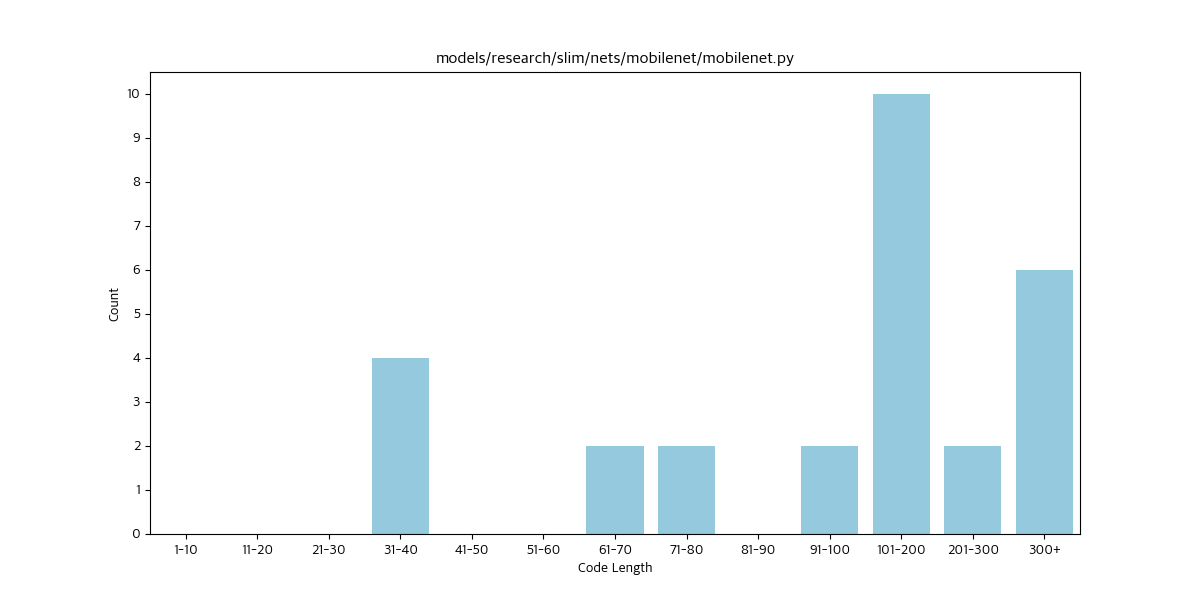 models/research/slim/nets/mobilenet/mobilenet.py
10
9
8
7
6
5
4
3
2
1
0
Count
1-10 11-20 21-30 31-40 41-50 51-60 61-70 71-80 81-90 91-100 101-200 201-300 300+
Code Length